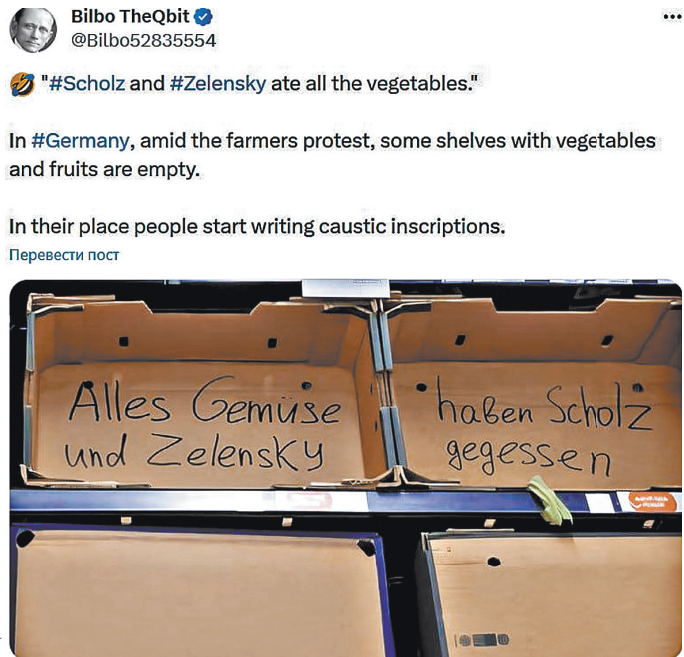 Bilbo TheQbit
@Bilbo52835554
🤣 "#Scholz and #Zelensky ate all the vegetables."
In #Germany, amid the farmers protest, some shelves with vegetables
and fruits are empty.
In their place people start writing caustic inscriptions.
Перевести пост
Alles Gemüse
und Zelensky
haben Scholz
gegessen